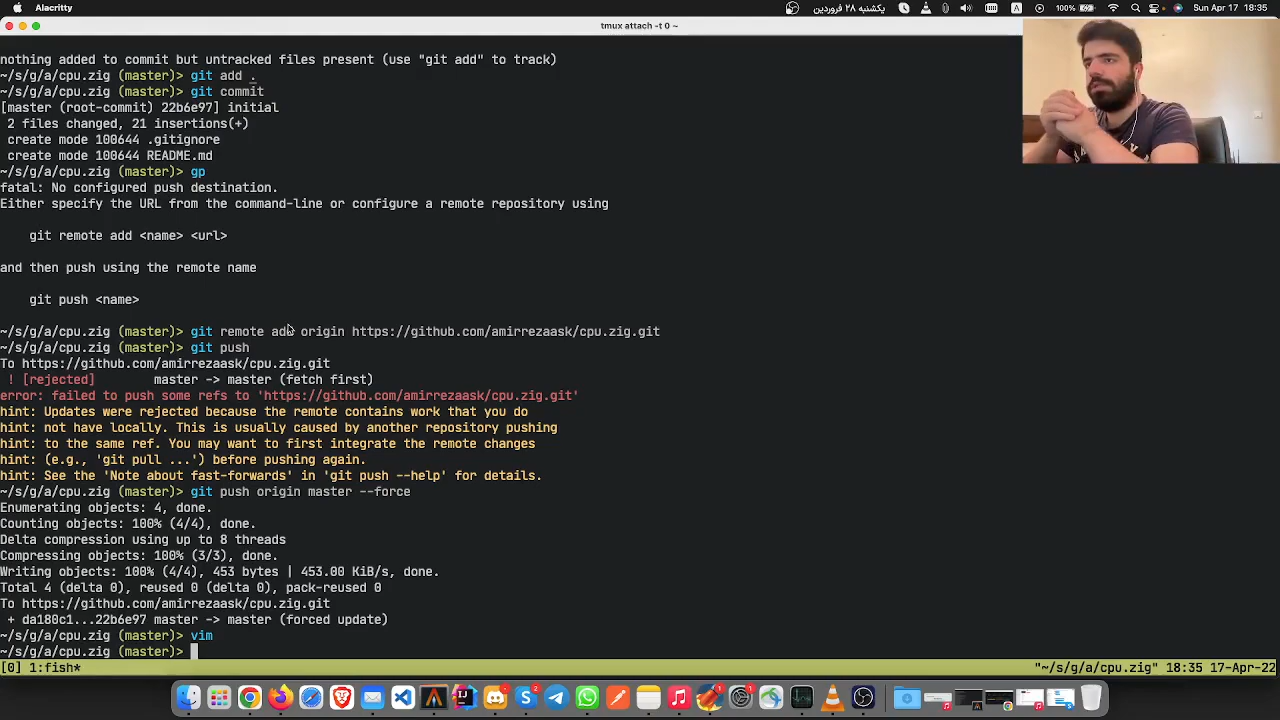 Alacritty
یکشنبه ۲۸ فروردین
100%
A
Sun Apr 17 18:35
tmux attach -t 0 ~
nothing added to commit but untracked files present (use "git add" to track)
~/s/g/a/cpu.zig (master)> git add .
~/s/g/a/cpu.zig (master)> git commit
[master (root-commit) 22b6e97] initial
2 files changed, 21 insertions(+)
create mode 100644 .gitignore
create mode 100644 README.md
~/s/g/a/cpu.zig (master)> gp
fatal: No configured push destination.
Either specify the URL from the command-line or configure a remote repository using
git remote add <name> <url>
and then push using the remote name
git push <name>
~/s/g/a/cpu.zig (master)> git remote add origin https://github.com/amirrezaask/cpu.zig.git
~/s/g/a/cpu.zig (master)> git push
To https://github.com/amirrezaask/cpu.zig.git
! [rejected] master -> master (fetch first)
error: failed to push some refs to 'https://github.com/amirrezaask/cpu.zig.git'
hint: Updates were rejected because the remote contains work that you do
hint: not have locally. This is usually caused by another repository pushing
hint: to the same ref. You may want to first integrate the remote changes
hint: (e.g., 'git pull ...') before pushing again.
hint: See the 'Note about fast-forwards' in 'git push --help' for details.
~/s/g/a/cpu.zig (master)> git push origin master --force
Enumerating objects: 4, done.
Counting objects: 100% (4/4), done.
Delta compression using up to 8 threads
Compressing objects: 100% (3/3), done.
Writing objects: 100% (4/4), 453 bytes | 453.00 KiB/s, done.
Total 4 (delta 0), reused 0 (delta 0), pack-reused 0
To https://github.com/amirrezaask/cpu.zig.git
+ da180c1...22b6e97 master -> master (forced update)
~/s/g/a/cpu.zig (master)> vim
~/s/g/a/cpu.zig (master)>
[0] 1:fish*
"~/s/g/a/cpu.zig" 18:35 17-Apr-22